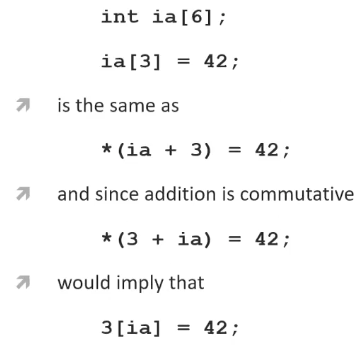 int ia[6];
ia[3] = 42;
is the same as
*(ia + 3) = 42;
and since addition is commutative
*(3 + ia) = 42;
would imply that
3[ia] = 42;